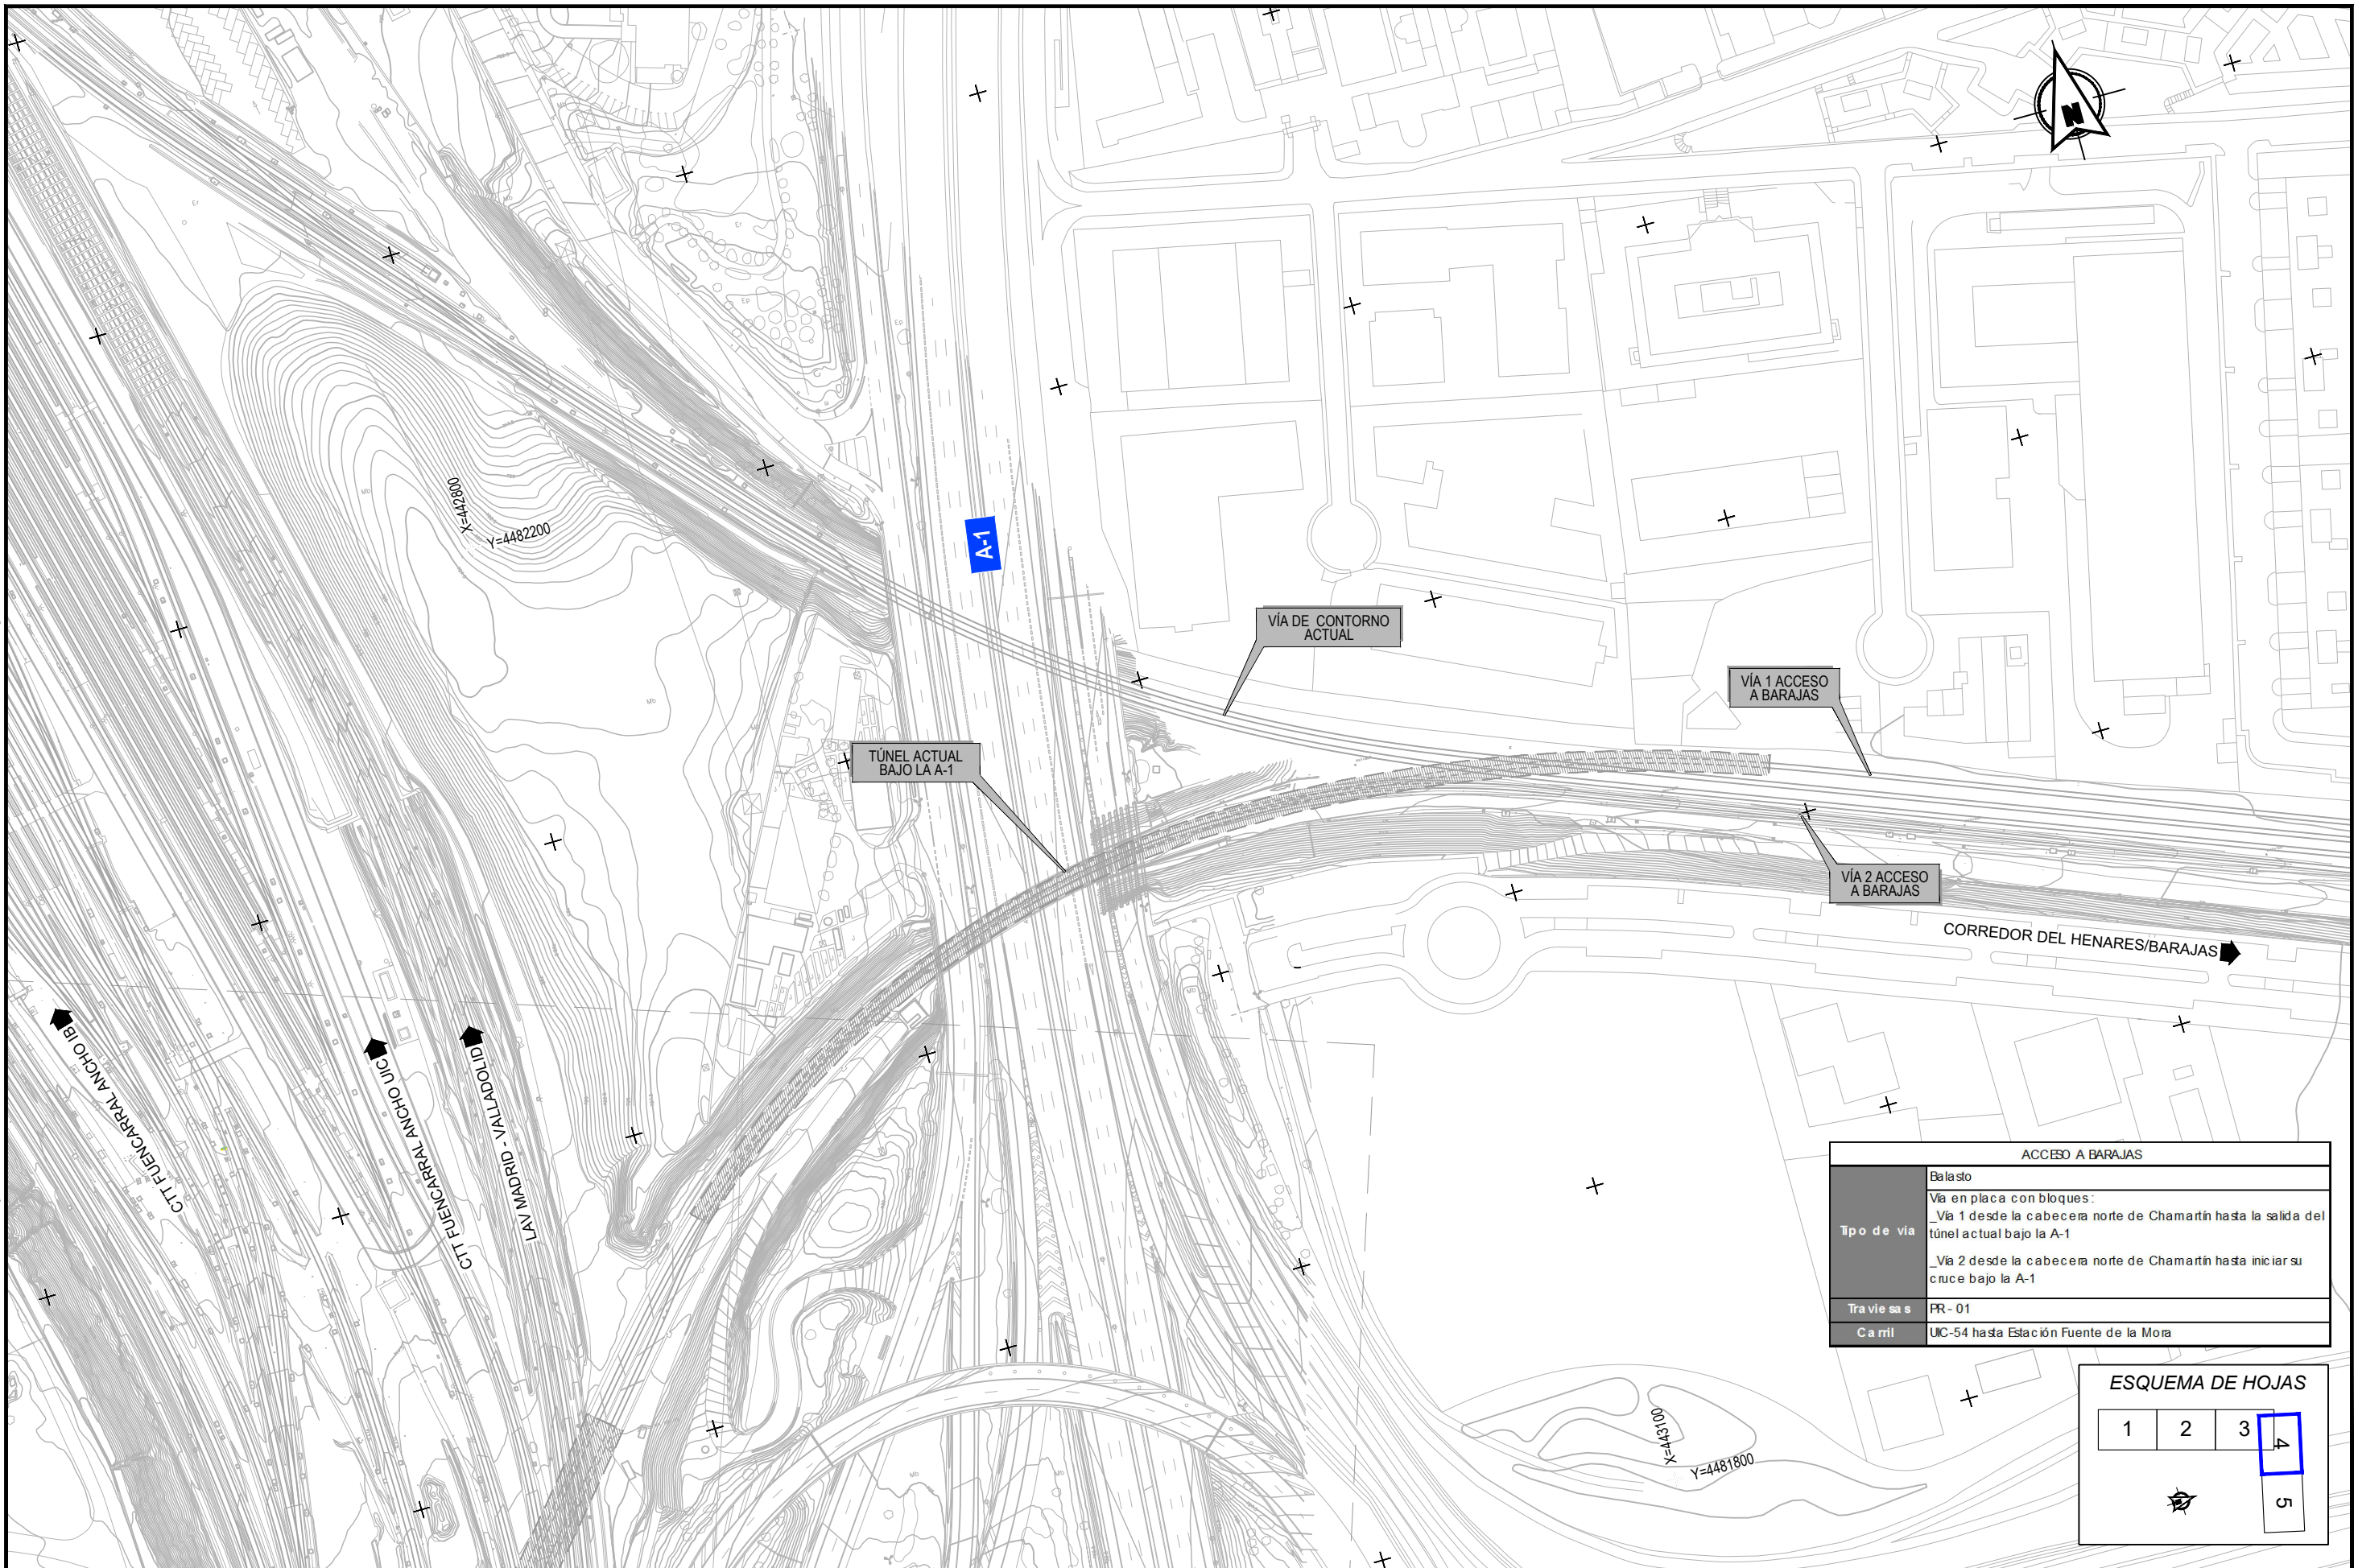 N
X=442800
Y=4482200
A-1
VÍA DE CONTORNO
ACTUAL
VÍA 1 ACCESO
A BARAJAS
TÚNEL ACTUAL
BAJO LA A-1
VÍA 2 ACCESO
A BARAJAS
CORREDOR DEL HENARES/BARAJAS
CTT FUENCARRAL ANCHO IB
CTT FUENCARRAL ANCHO UIC
LAV MADRID - VALLADOLID
ACCESO A BARAJAS
Tipo de vía
Balasto
Vía en placa con bloques:
_Vía 1 desde la cabecera norte de Chamartín hasta la salida del
túnel actual bajo la A-1
_Vía 2 desde la cabecera norte de Chamartín hasta iniciar su
cruce bajo la A-1
Traviesas PR-01
Carril UIC-54 hasta Estación Fuente de la Mora
X=443100
Y=4481800
ESQUEMA DE HOJAS
1 2 3 4
5